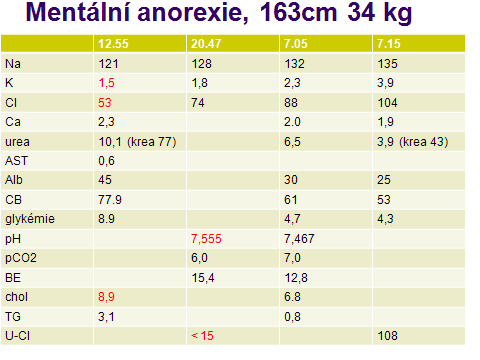 Mentální anorexie, 163cm 34 kg
12.55 20.47 7.05 7.15
Na 121 128 132 135
K 1,5 1,8 2,3 3,9
Cl 53 74 88 104
Ca 2,3 2.0 1,9
urea 10,1 (krea 77) 6,5 3,9 (krea 43)
AST 0,6
Alb 45 30 25
CB 77.9 61 53
glykémie 8.9 4,7 4,3
pH 7,555 7,467
pCO2 6,0 7,0
BE 15,4 12,8
chol 8,9 6.8
TG 3,1 0,8
U-Cl < 15 108